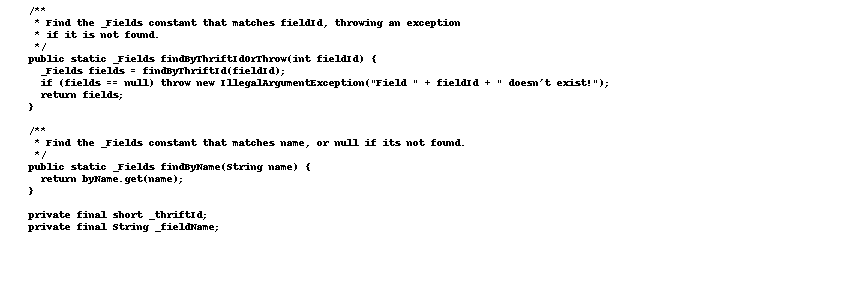 /**
 * Find the _Fields constant that matches fieldId, throwing an exception
 * if it is not found.
 */
public static _Fields findByThriftIdOrThrow(int fieldId) {
  _Fields fields = findByThriftId(fieldId);
  if (fields == null) throw new IllegalArgumentException("Field " + fieldId + " doesn't exist!");
  return fields;
}

/**
 * Find the _Fields constant that matches name, or null if its not found.
 */
public static _Fields findByName(String name) {
  return byName.get(name);
}

private final short _thriftId;
private final String _fieldName;